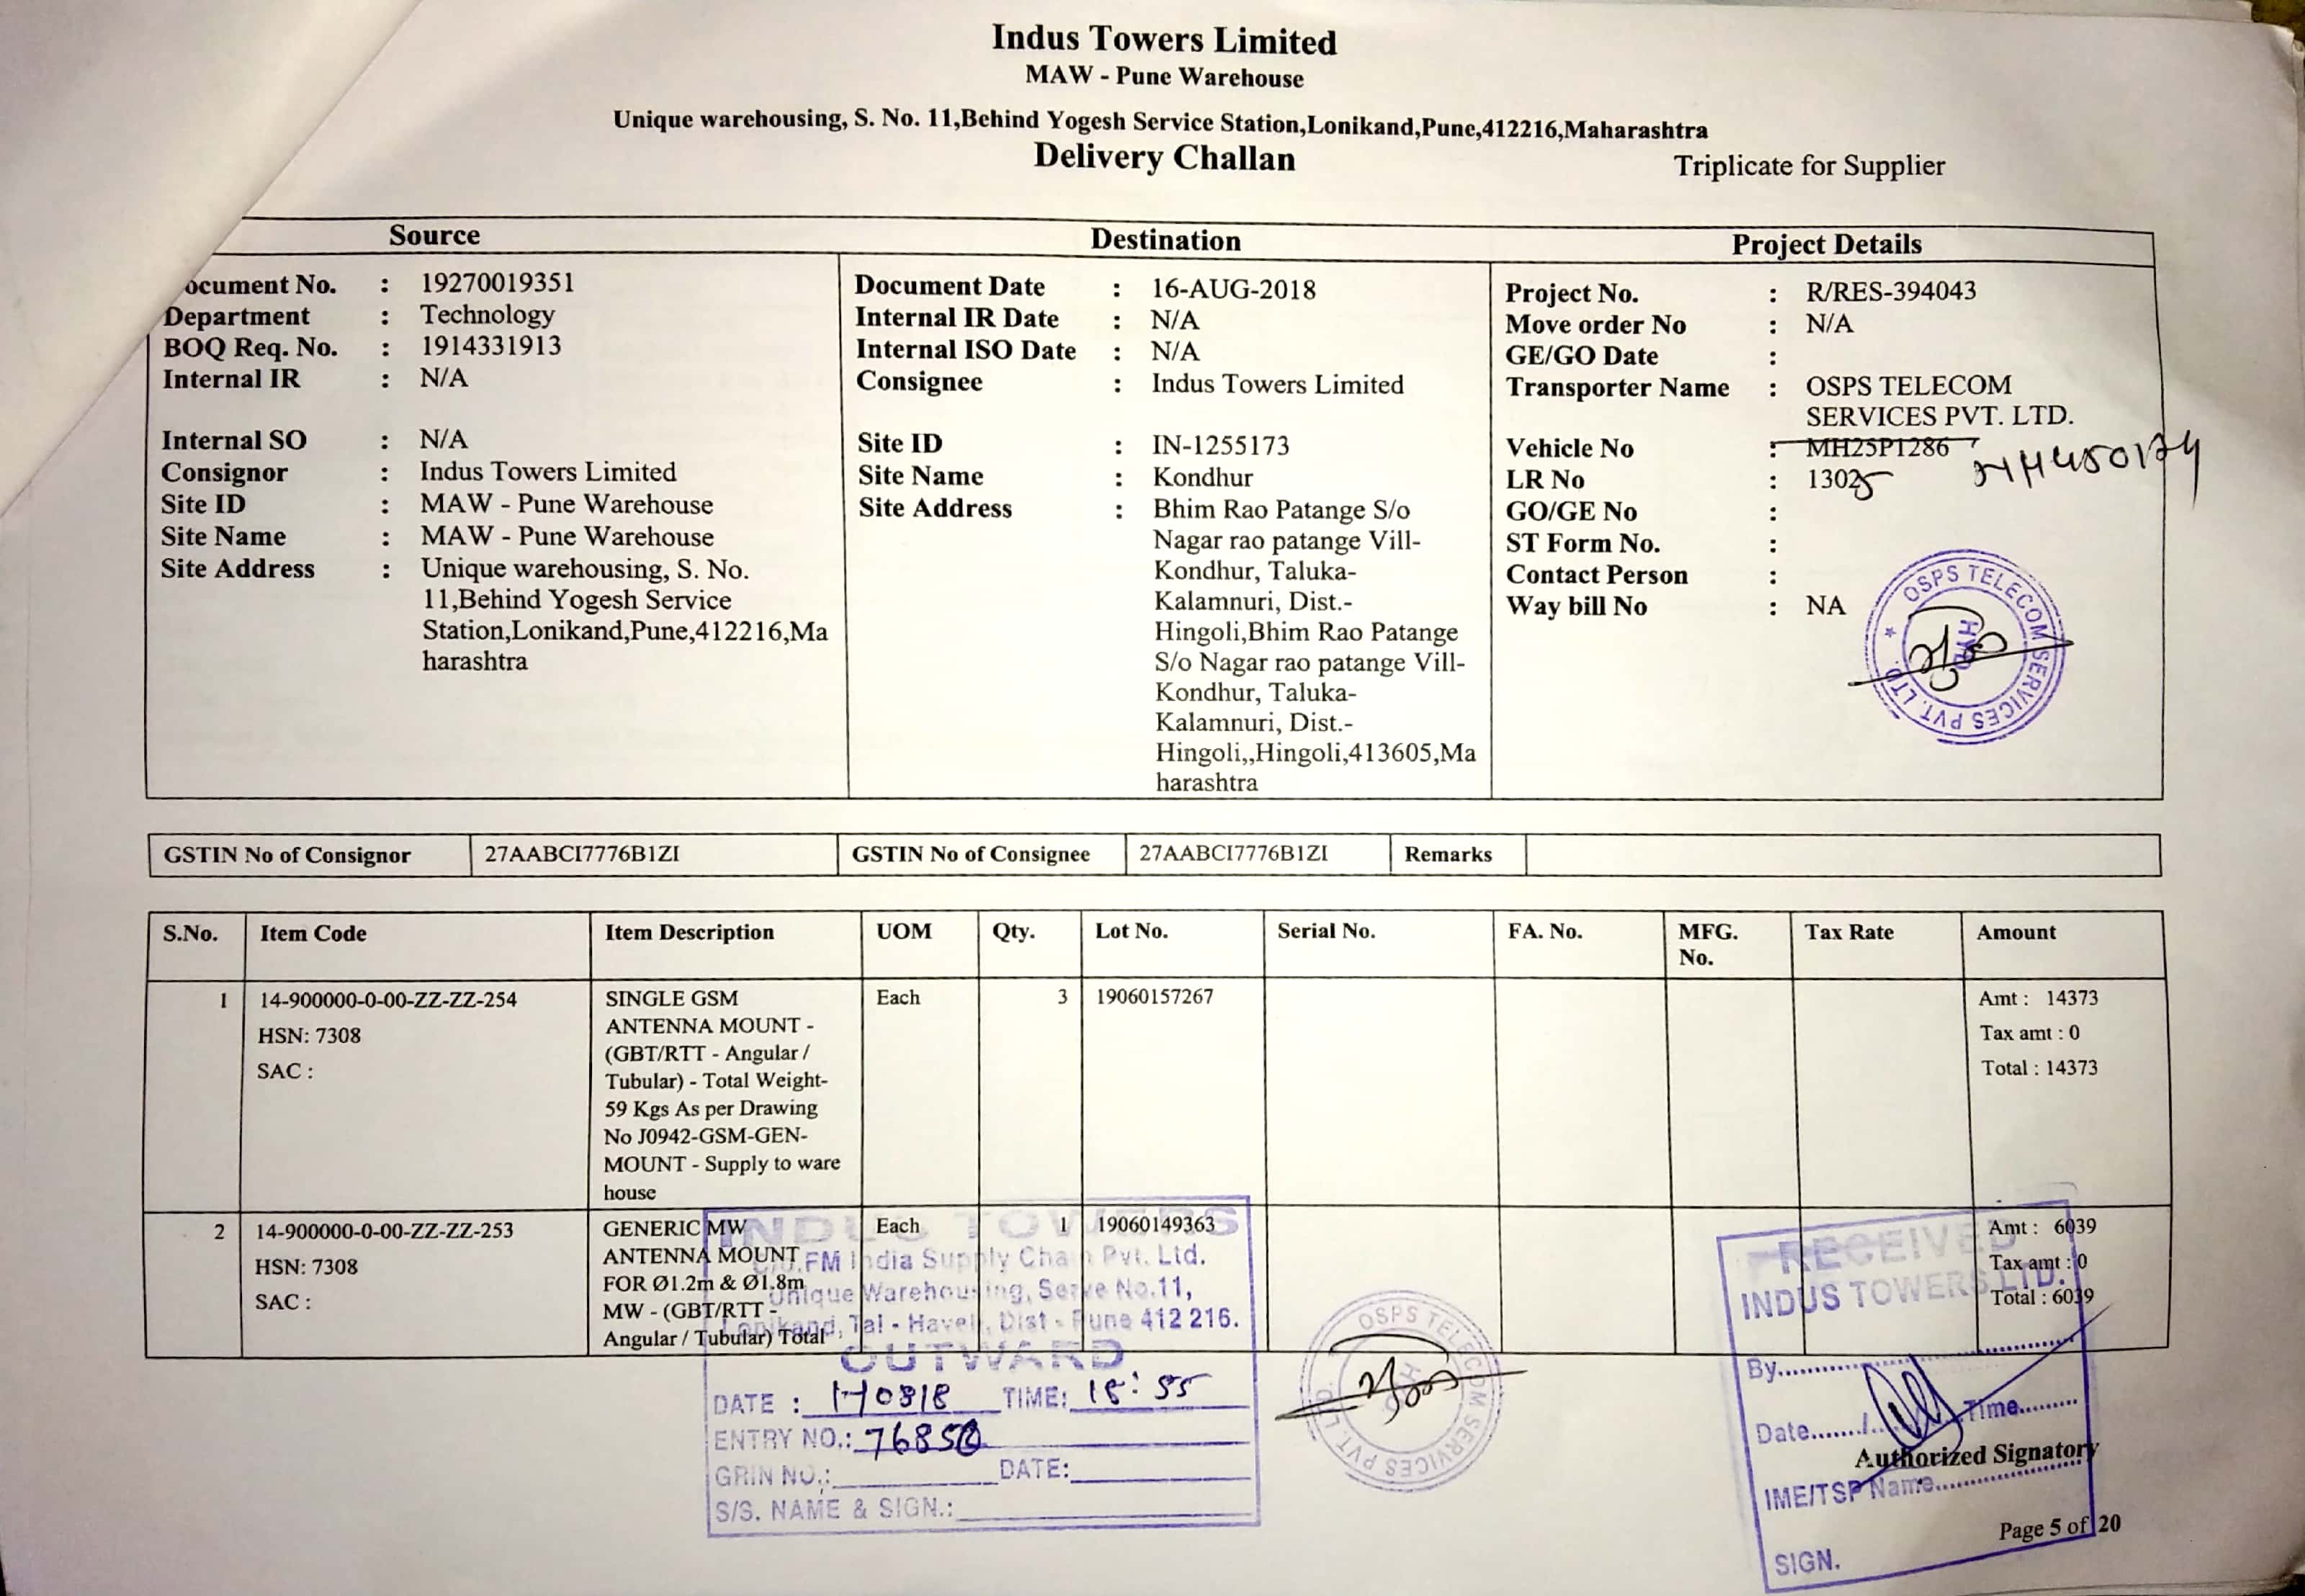 Indus Towers Limited
MAW - Pune Warehouse
Unique warehousing, S. No. 11,Behind Yogesh Service Station,Lonikand,Pune,412216,Maharashtra
Delivery Challan
Triplicate for Supplier
Source
ocument No. : 19270019351
Department : Technology
BOQ Req. No. : 1914331913
Internal IR : N/A
Internal SO : N/A
Consignor : Indus Towers Limited
Site ID : MAW - Pune Warehouse
Site Name : MAW - Pune Warehouse
Site Address : Unique warehousing, S. No.
11,Behind Yogesh Service
Station,Lonikand,Pune,412216,Ma
harashtra
Destination
Document Date : 16-AUG-2018
Internal IR Date : N/A
Internal ISO Date : N/A
Consignee : Indus Towers Limited
Site ID : IN-1255173
Site Name : Kondhur
Site Address : Bhim Rao Patange S/o
Nagar rao patange Vill-
Kondhur, Taluka-
Kalamnuri, Dist.-
Hingoli,Bhim Rao Patange
S/o Nagar rao patange Vill-
Kondhur, Taluka-
Kalamnuri, Dist.-
Hingoli,,Hingoli,413605,Ma
harashtra
Project Details
Project No. : R/RES-394043
Move order No : N/A
GE/GO Date :
Transporter Name : OSPS TELECOM
SERVICES PVT. LTD.
Vehicle No : MH25P1286
LR No : 13025
GO/GE No :
ST Form No. :
Contact Person :
Way bill No : NA
OSPS TELECOM SERVICES PVT. LTD.
HYD
GSTIN No of Consignor 27AABCI7776B1ZI GSTIN No of Consignee 27AABCI7776B1ZI Remarks
S.No. Item Code Item Description UOM Qty. Lot No. Serial No. FA. No. MFG. No. Tax Rate Amount
1 14-900000-0-00-ZZ-ZZ-254 SINGLE GSM Each 3 19060157267 Amt : 14373
HSN: 7308 ANTENNA MOUNT - Tax amt : 0
SAC : (GBT/RTT - Angular / Total : 14373
Tubular) - Total Weight-
59 Kgs As per Drawing
No J0942-GSM-GEN-
MOUNT - Supply to ware
house
2 14-900000-0-00-ZZ-ZZ-253 GENERIC MW Each 1 19060149363 Amt : 6039
HSN: 7308 ANTENNA MOUNT Tax amt : 0
SAC : FOR Ø1.2m & Ø1.8m Total : 6039
MW - (GBT/RTT -
Angular / Tubular) Total
INDUS TOWERS
C/O.FM India Supply Chain Pvt. Ltd.
Unique Warehousing, Serve No.11,
Lonikand, Tal - Haveli, Dist - Pune 412 216.
OUTWARD
DATE : TIME: 18:55
ENTRY NO.:
GRIN NO.: DATE:
S/S. NAME & SIGN.:
OSPS TELECOM SERVICES PVT. LTD.
RECEIVED
INDUS TOWERS LTD.
By
Date Time
Authorized Signatory
IME/TSP Name
Page 5 of 20
SIGN.